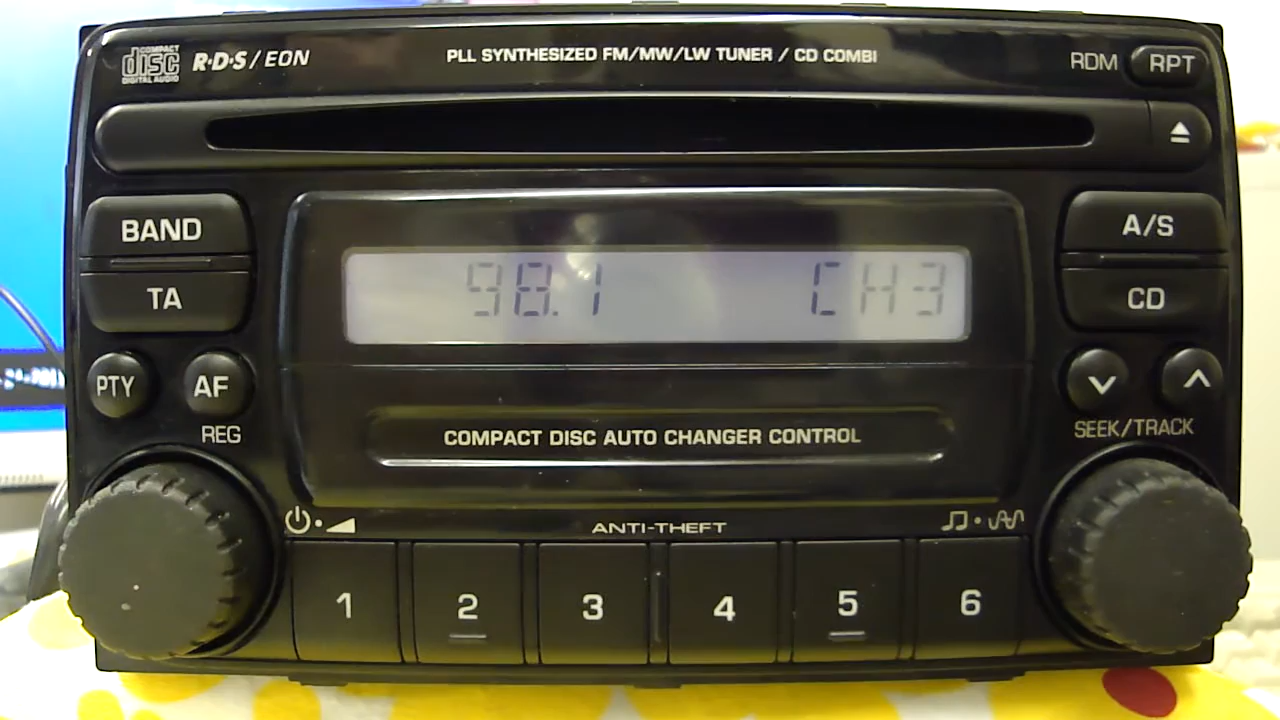 COMPACT
disc
DIGITAL AUDIO
R·D·S/EON
PLL SYNTHESIZED FM/MW/LW TUNER / CD COMBI
RDM RPT
BAND
A/S
TA
98.1 CH3
CD
PTY AF
REG
COMPACT DISC AUTO CHANGER CONTROL
SEEK/TRACK
ANTI-THEFT
1 2 3 4 5 6